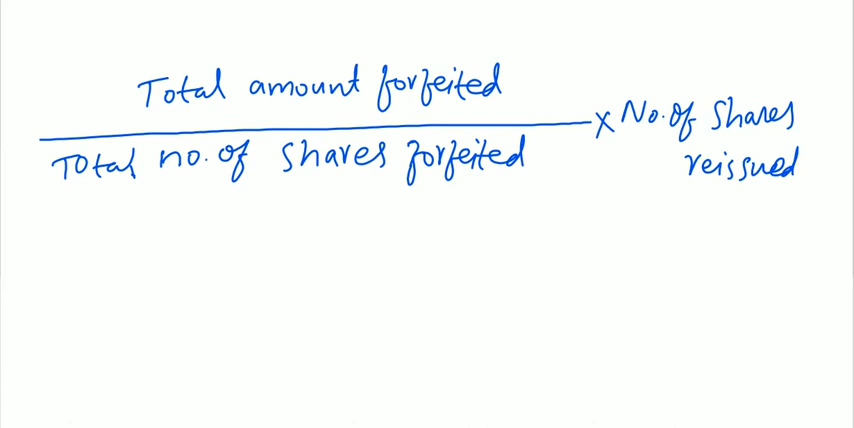 Total amount forfeited
Total no. of shares forfeited
× No. of shares
reissued